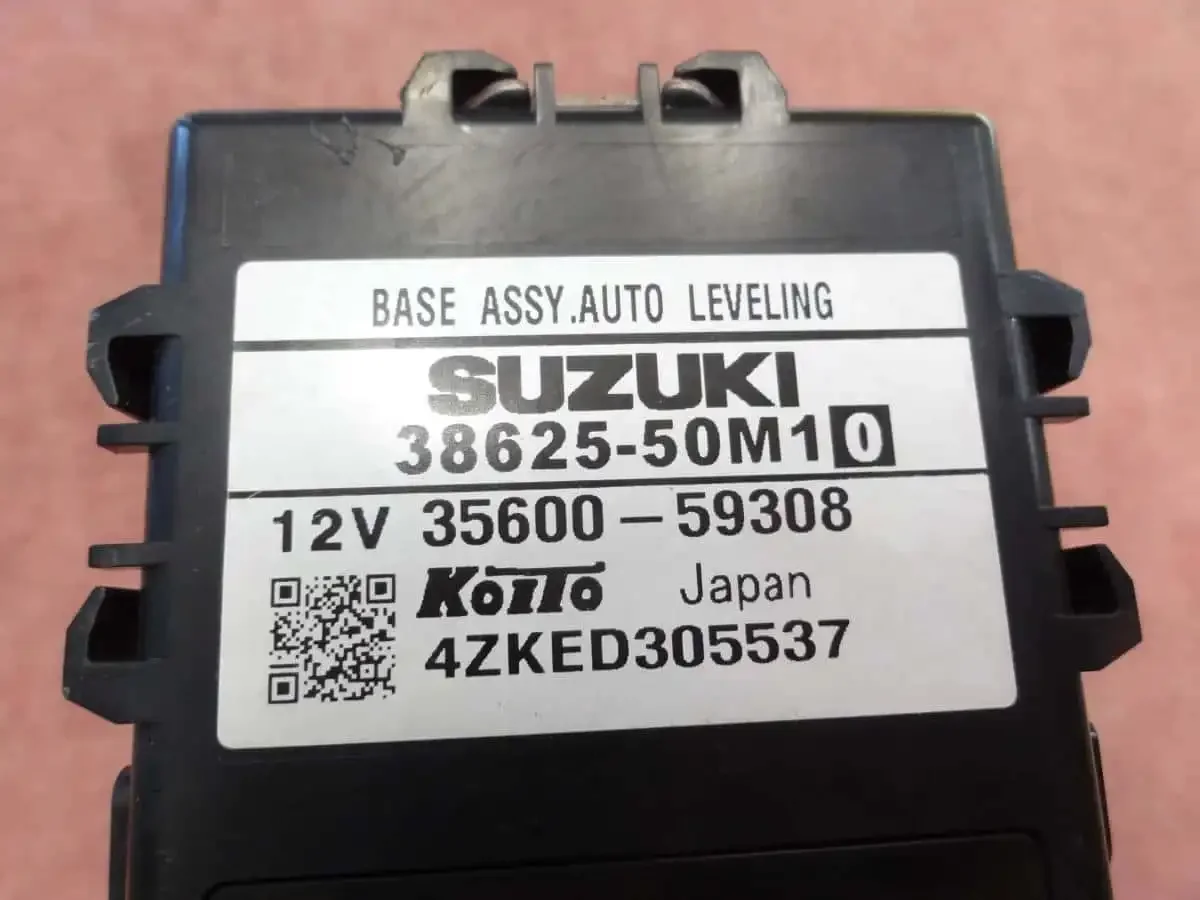 BASE ASSY.AUTO LEVELING
SUZUKI
38625-50M10
12V 35600-59308
KOITO Japan
4ZKED305537